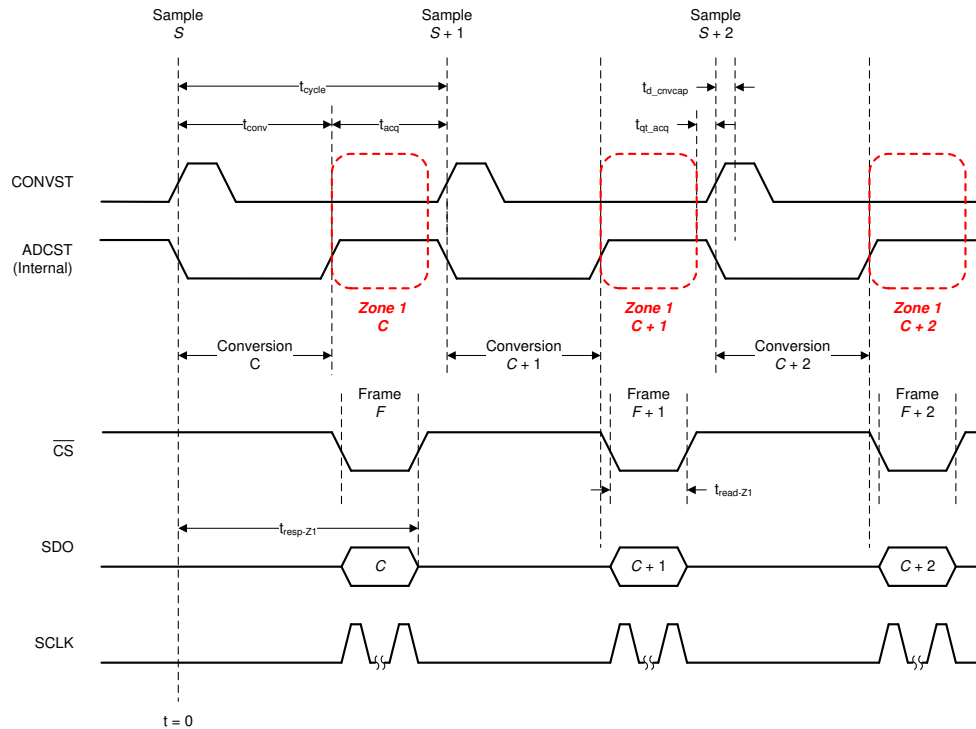 Sample
S
Sample
S + 1
Sample
S + 2
tcycle
td_cnvcap
tconv
tacq
tqt_acq
CONVST
ADCST
(Internal)
Zone 1
C
Zone 1
C + 1
Zone 1
C + 2
Conversion
C
Conversion
C + 1
Conversion
C + 2
Frame
F
Frame
F + 1
Frame
F + 2
CS
tread-Z1
tresp-Z1
SDO
C
C + 1
C + 2
SCLK
t = 0